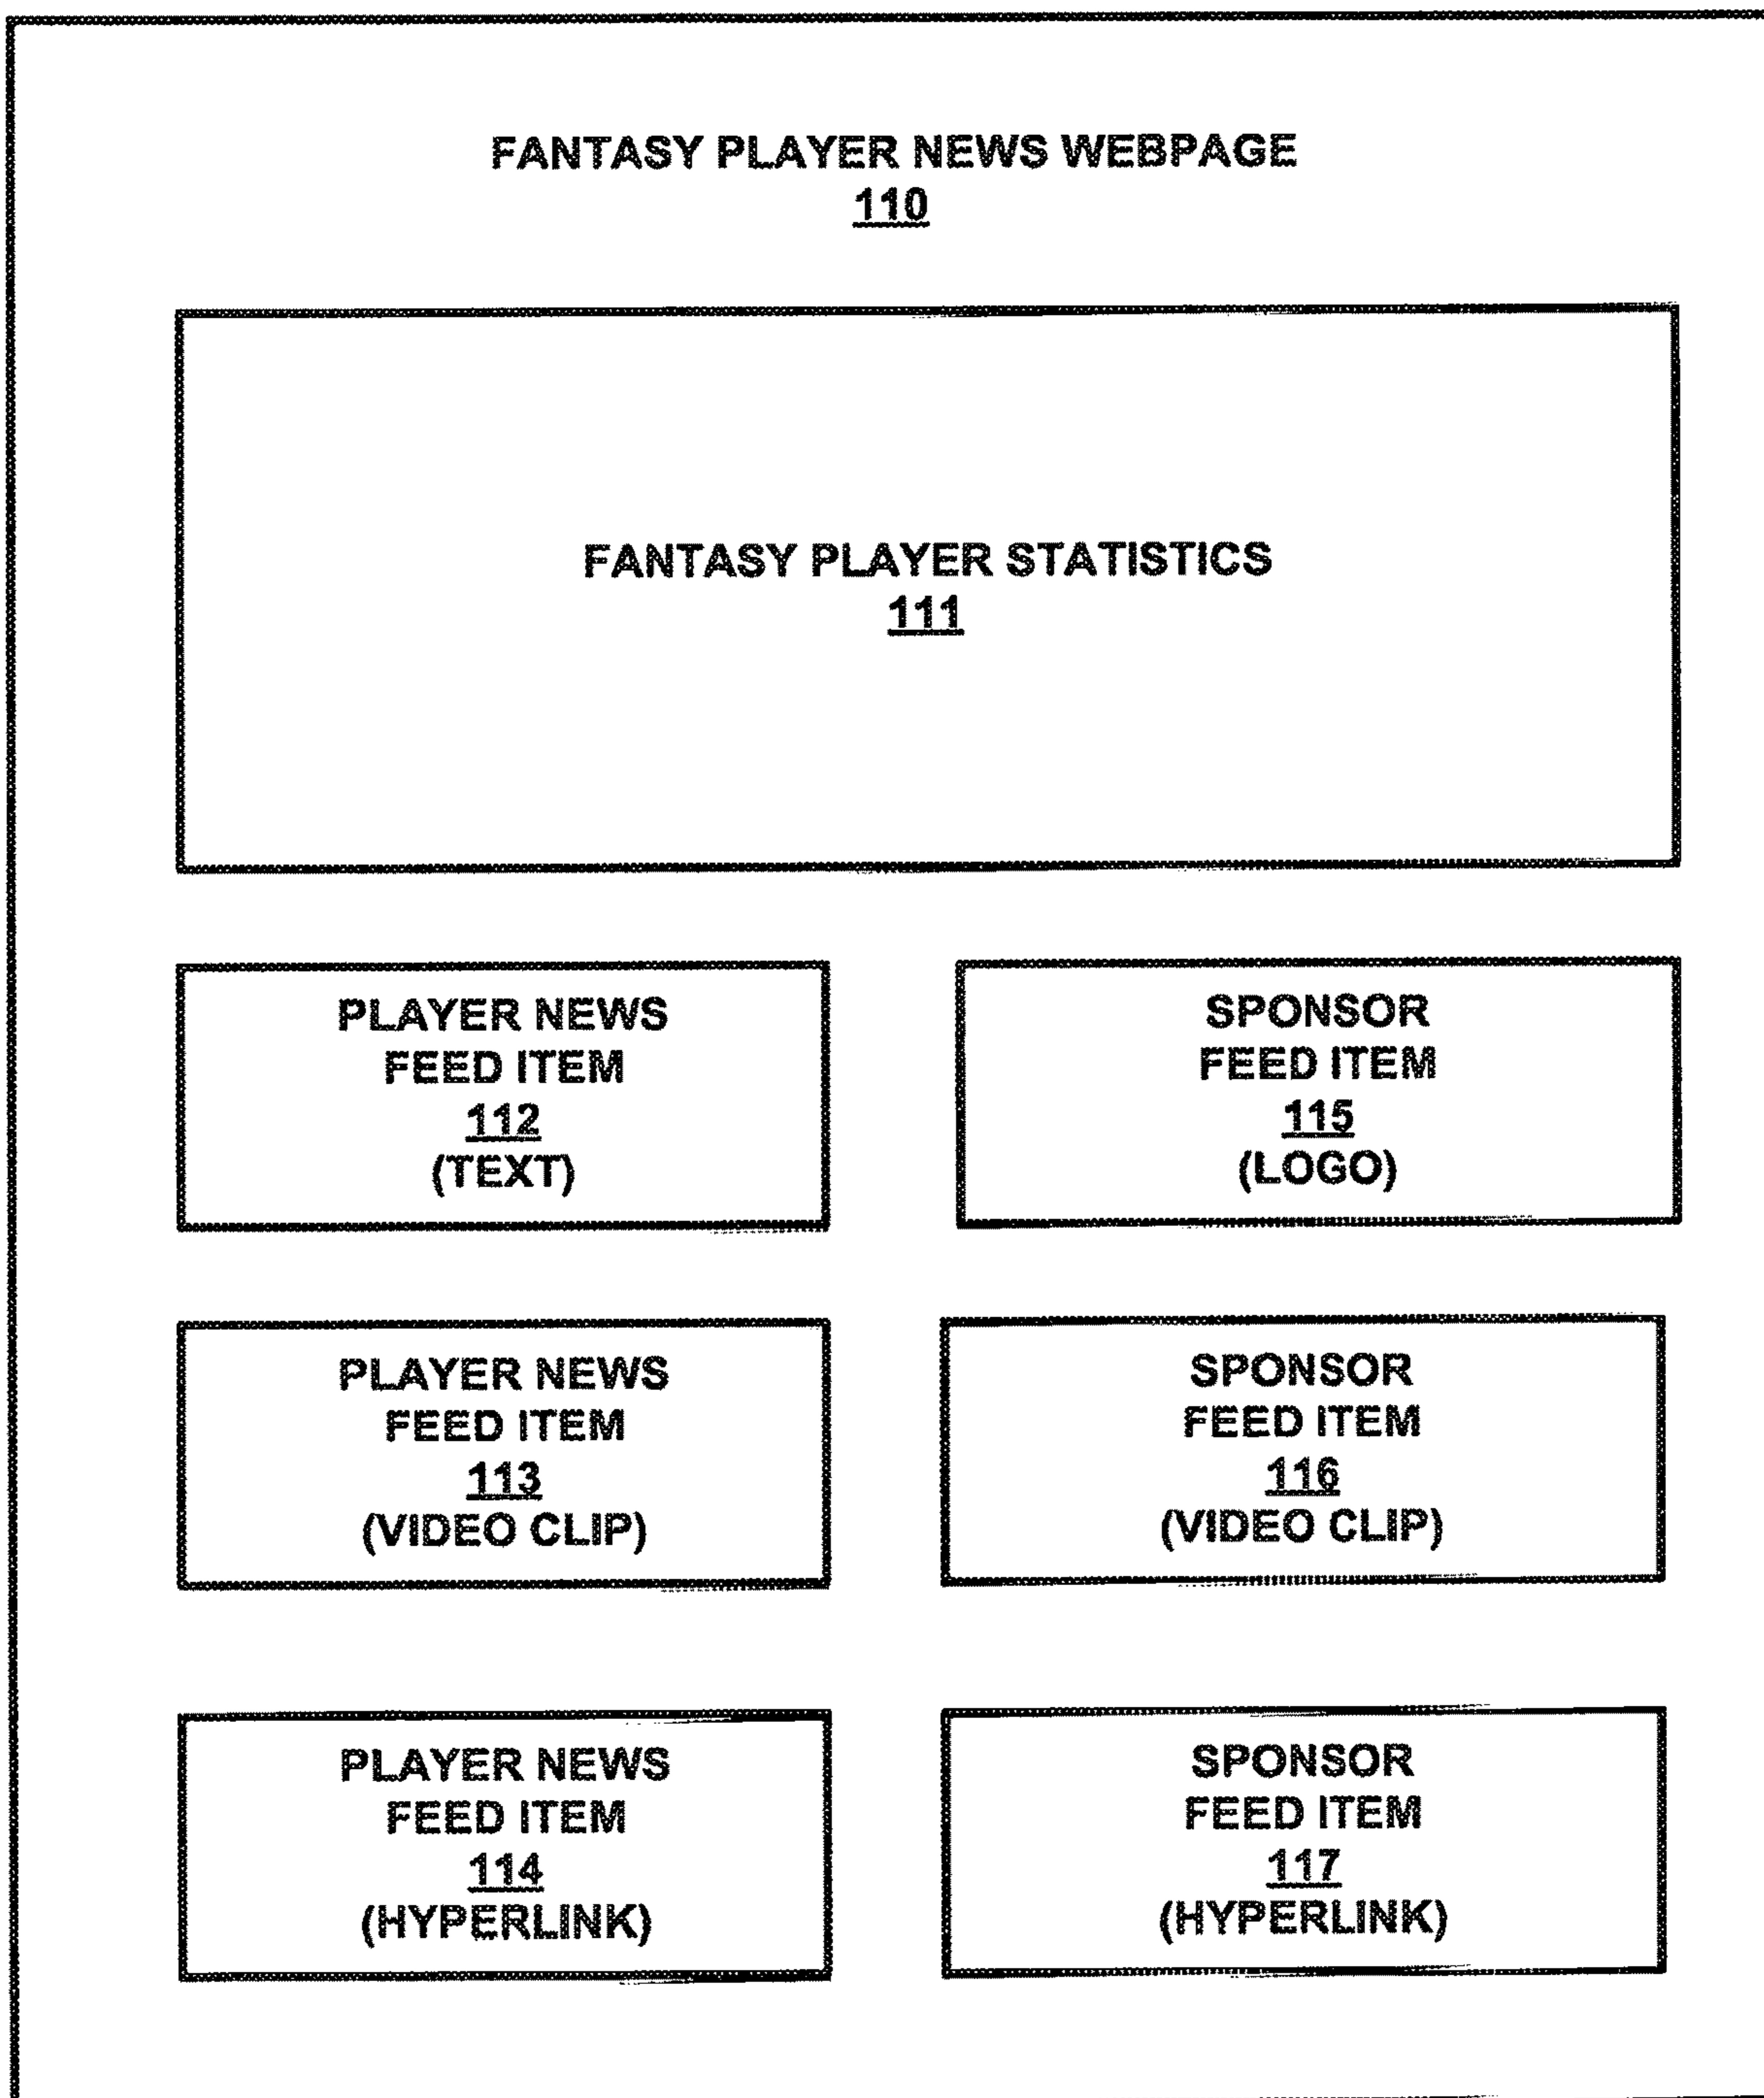 FANTASY PLAYER NEWS WEBPAGE
110
FANTASY PLAYER STATISTICS
111
PLAYER NEWS
FEED ITEM
112
(TEXT)
SPONSOR
FEED ITEM
115
(LOGO)
PLAYER NEWS
FEED ITEM
113
(VIDEO CLIP)
SPONSOR
FEED ITEM
116
(VIDEO CLIP)
PLAYER NEWS
FEED ITEM
114
(HYPERLINK)
SPONSOR
FEED ITEM
117
(HYPERLINK)